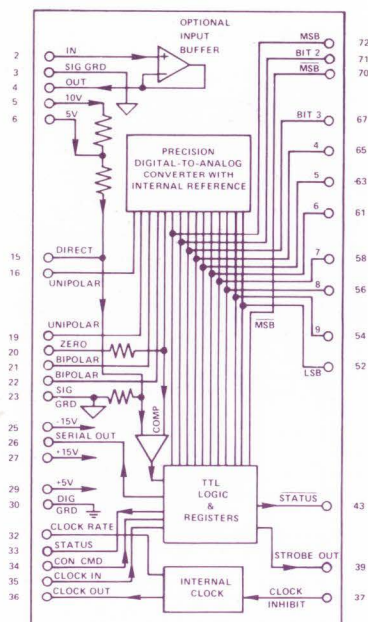 OPTIONAL
INPUT
BUFFER
2 IN
3 SIG GRD
4 OUT
5 10V
6 5V
+
−
MSB 72
BIT 2 71
MSB 70
BIT 3 67
4 65
5 63
6 61
7 58
8 56
9 54
LSB 52
MSB
PRECISION
DIGITAL-TO-ANALOG
CONVERTER WITH
INTERNAL REFERENCE
15 DIRECT
16 UNIPOLAR
19 UNIPOLAR
20 ZERO
21 BIPOLAR
22 BIPOLAR
23 SIG
GRD
COMP
25 -15V
26 SERIAL OUT
27 +15V
29 +5V
30 DIG
GRD
32 CLOCK RATE
33 STATUS
34 CON CMD
35 CLOCK IN
36 CLOCK OUT
TTL
LOGIC
&
REGISTERS
STATUS 43
STROBE OUT 39
INTERNAL
CLOCK
CLOCK 37
INHIBIT